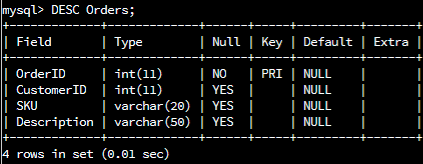 mysql> DESC Orders;
+-------------+-------------+------+-----+---------+-------+
| Field       | Type        | Null | Key | Default | Extra |
+-------------+-------------+------+-----+---------+-------+
| OrderID     | int(11)     | NO   | PRI | NULL    |       |
| CustomerID  | int(11)     | YES  |     | NULL    |       |
| SKU         | varchar(20) | YES  |     | NULL    |       |
| Description | varchar(50) | YES  |     | NULL    |       |
+-------------+-------------+------+-----+---------+-------+
4 rows in set (0.01 sec)